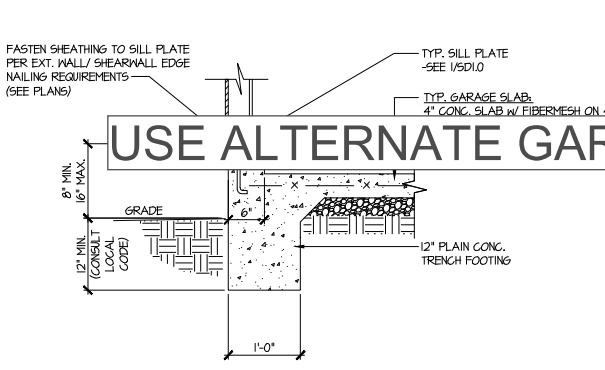 FASTEN SHEATHING TO SILL PLATE
PER EXT. WALL/ SHEARWALL EDGE
NAILING REQUIREMENTS
(SEE PLANS)
TYP. SILL PLATE
-SEE 1/SD1.0
TYP. GARAGE SLAB:
4" CONC. SLAB W/ FIBERMESH ON
USE ALTERNATE GAR
8" MIN.
16" MAX.
GRADE
6"
12" MIN.
(CONSULT
LOCAL
CODE)
12" PLAIN CONC.
TRENCH FOOTING
1'-0"